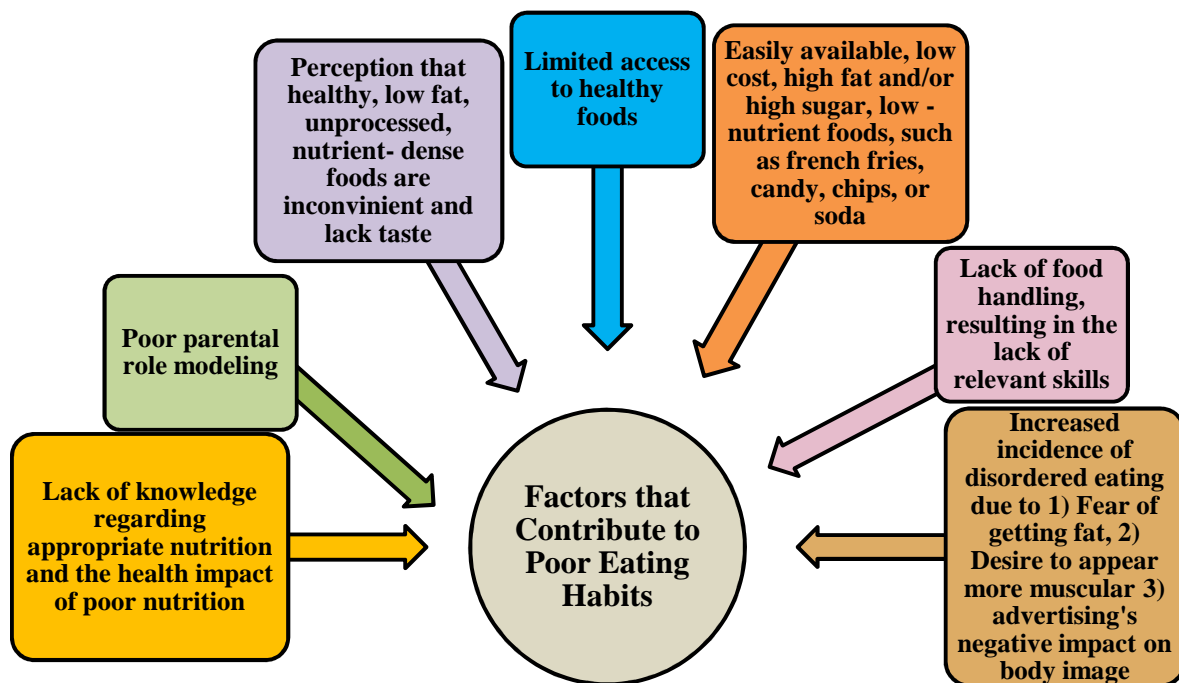 Lack of knowledge
regarding
appropriate nutrition
and the health impact
of poor nutrition
Poor parental
role modeling
Perception that
healthy, low fat,
unprocessed,
nutrient- dense
foods are
inconvinient and
lack taste
Limited access
to healthy
foods
Easily available, low
cost, high fat and/or
high sugar, low -
nutrient foods, such
as french fries,
candy, chips, or
soda
Lack of food
handling,
resulting in the
lack of
relevant skills
Increased
incidence of
disordered eating
due to 1) Fear of
getting fat, 2)
Desire to appear
more muscular 3)
advertising's
negative impact on
body image
Factors that
Contribute to
Poor Eating
Habits